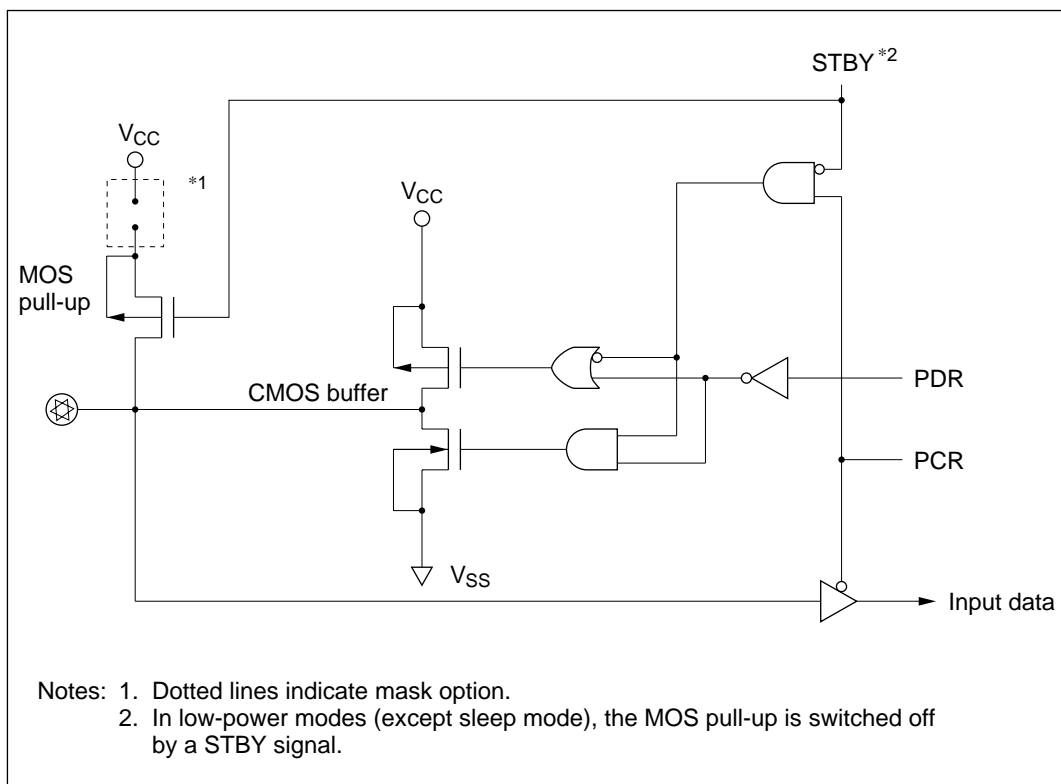 STBY *2
VCC
*1
VCC
MOS
pull-up
CMOS buffer
PDR
PCR
VSS
Input data
Notes: 1. Dotted lines indicate mask option.
2. In low-power modes (except sleep mode), the MOS pull-up is switched off
by a STBY signal.